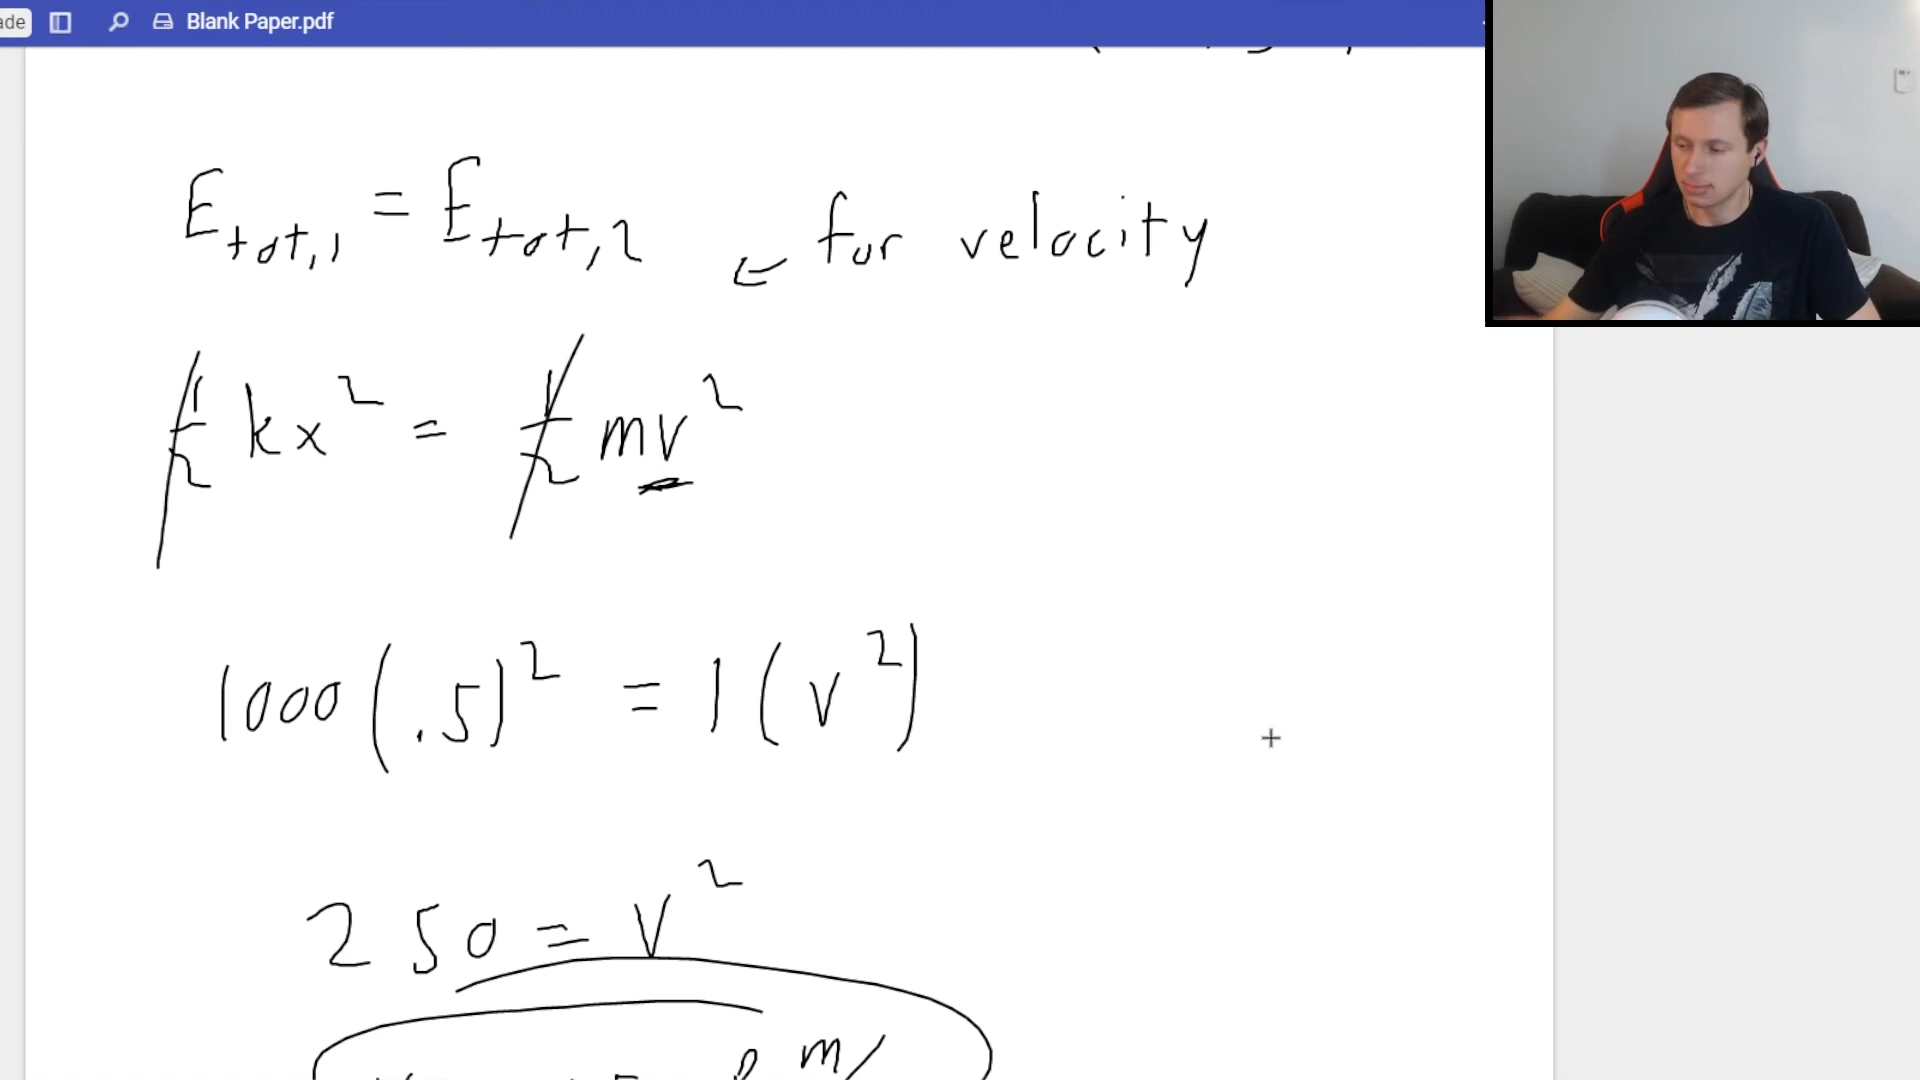 ade Blank Paper.pdf
E_tot,1 = E_tot,2 ← for velocity
1/2 kx² = 1/2 mv²
1000(.5)² = 1(v²)
250 = v²
m/